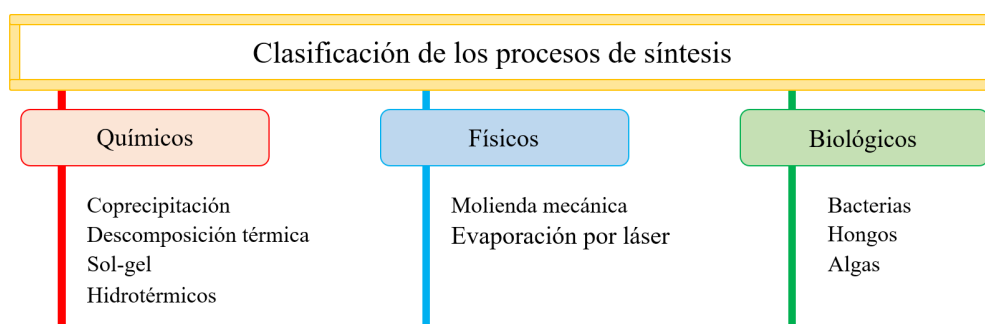 Clasificación de los procesos de síntesis
Químicos
Coprecipitación
Descomposición térmica
Sol-gel
Hidrotérmicos
Físicos
Molienda mecánica
Evaporación por láser
Biológicos
Bacterias
Hongos
Algas